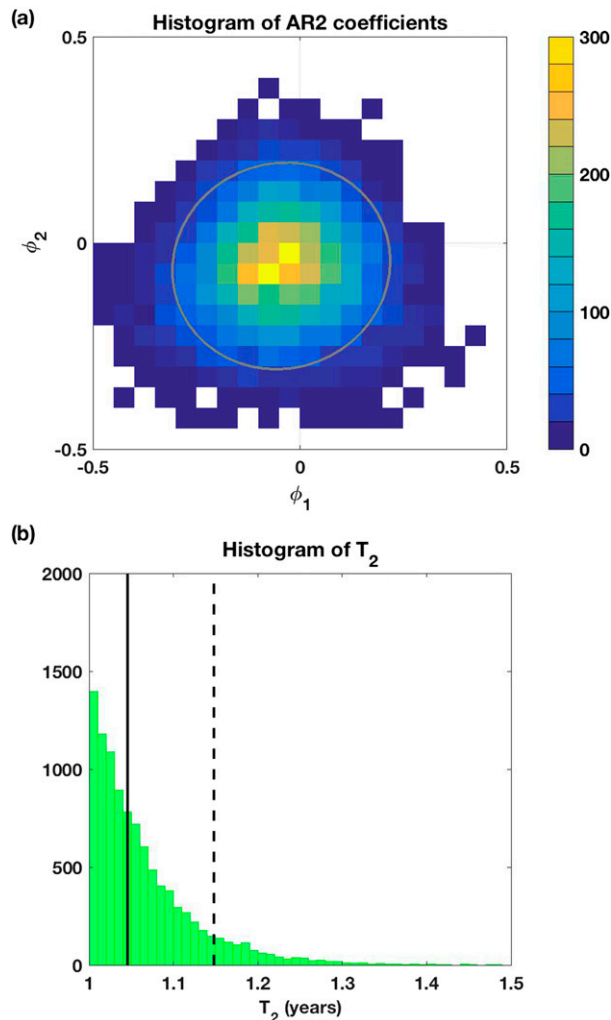 (a)
Histogram of AR2 coefficients
0.5
300
200
ϕ2
0
100
0
-0.5
-0.5 0 0.5
ϕ1
(b)
Histogram of T2
2000
1500
1000
500
0
1 1.1 1.2 1.3 1.4 1.5
T2 (years)